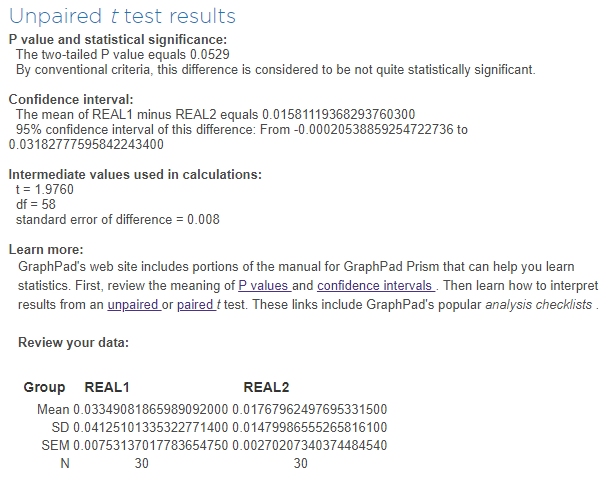 Unpaired t test results
P value and statistical significance:
The two-tailed P value equals 0.0529
By conventional criteria, this difference is considered to be not quite statistically significant.
Confidence interval:
The mean of REAL1 minus REAL2 equals 0.01581119368293760300
95% confidence interval of this difference: From -0.00020538859254722736 to
0.03182777595842243400
Intermediate values used in calculations:
t = 1.9760
df = 58
standard error of difference = 0.008
Learn more:
GraphPad's web site includes portions of the manual for GraphPad Prism that can help you learn
statistics. First, review the meaning of P values and confidence intervals . Then learn how to interpret
results from an unpaired or paired t test. These links include GraphPad's popular analysis checklists .
Review your data:
Group REAL1 REAL2
Mean 0.03349081865989092000 0.01767962497695331500
SD 0.04125101335322771400 0.01479986555265816100
SEM 0.00753137017783654750 0.00270207340374484540
N 30 30